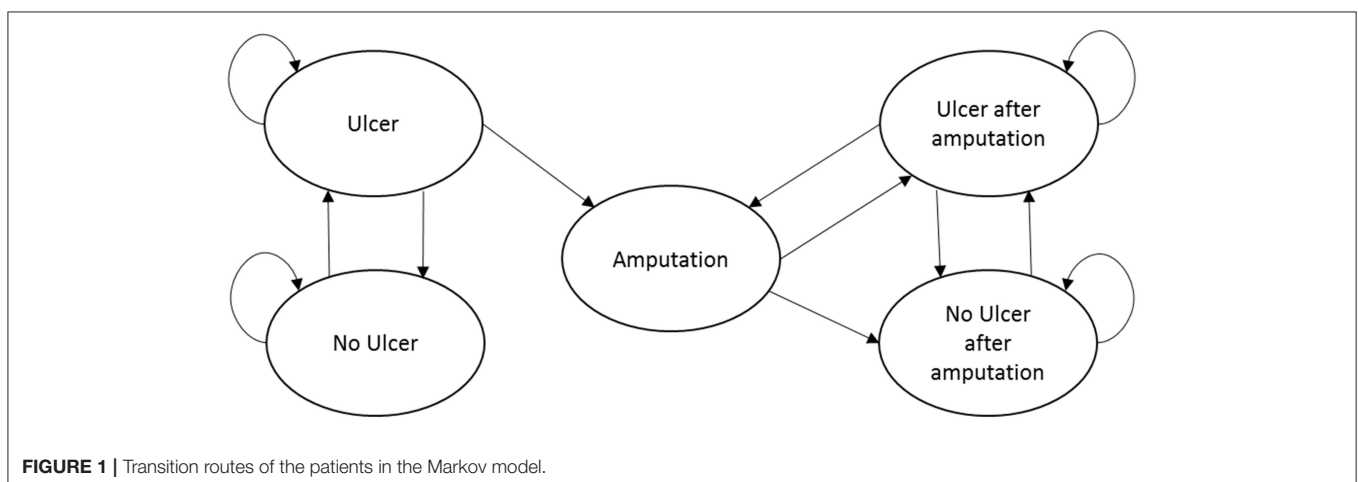 Ulcer
No Ulcer
Amputation
Ulcer after
amputation
No Ulcer
after
amputation
FIGURE 1 | Transition routes of the patients in the Markov model.